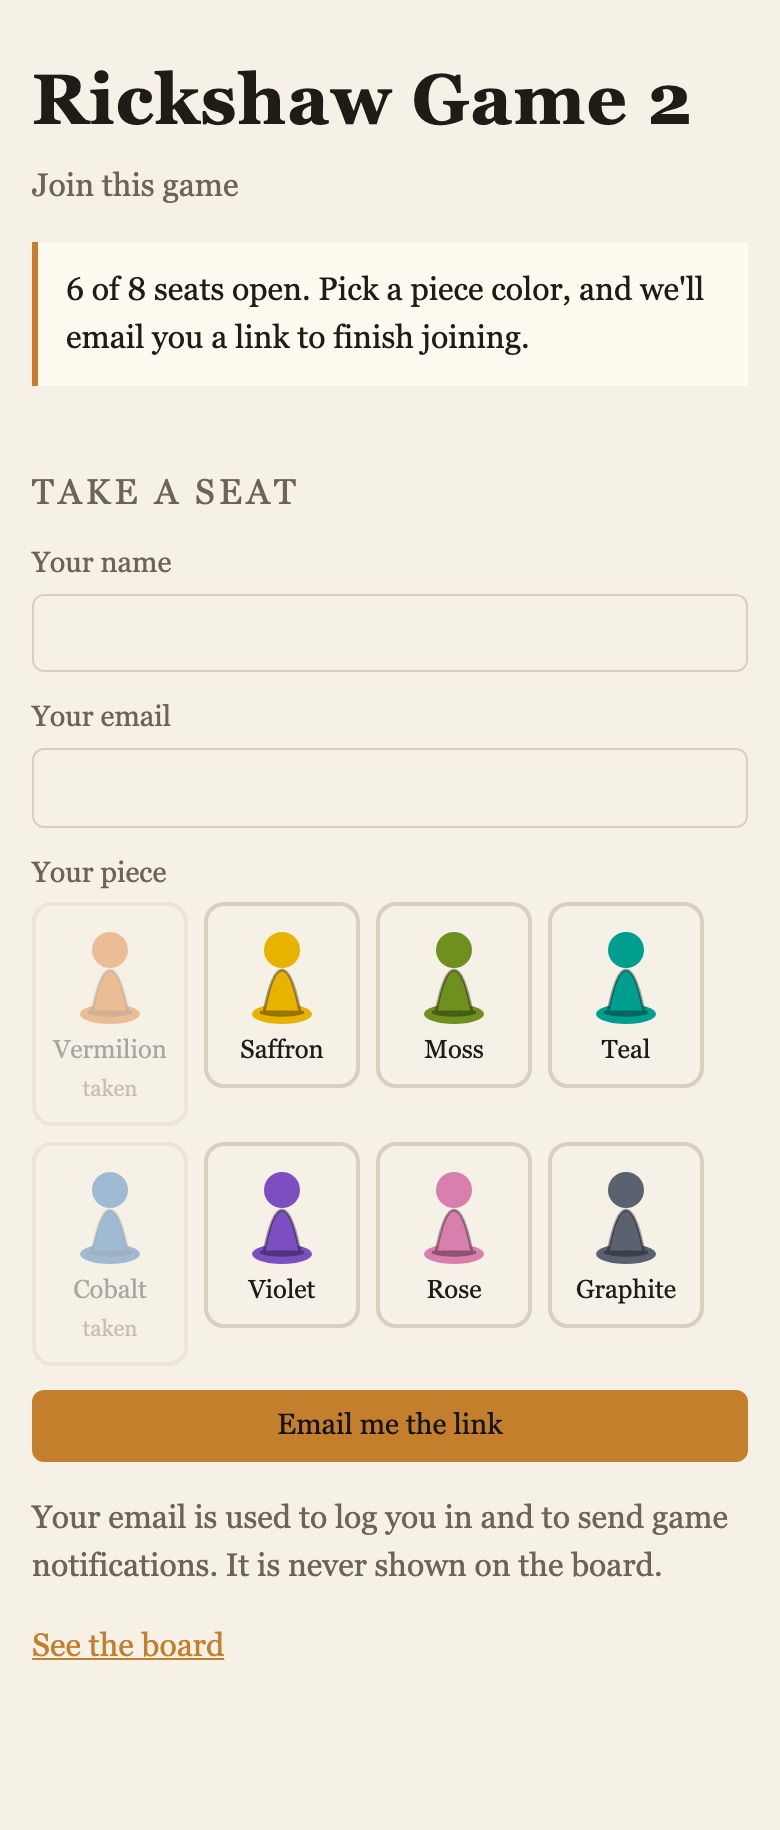 Rickshaw Game 2
Join this game
6 of 8 seats open. Pick a piece color, and we'll
email you a link to finish joining.
TAKE A SEAT
Your name
Your email
Your piece
Vermilion
taken
Saffron
Moss
Teal
Cobalt
taken
Violet
Rose
Graphite
Email me the link
Your email is used to log you in and to send game
notifications. It is never shown on the board.
See the board